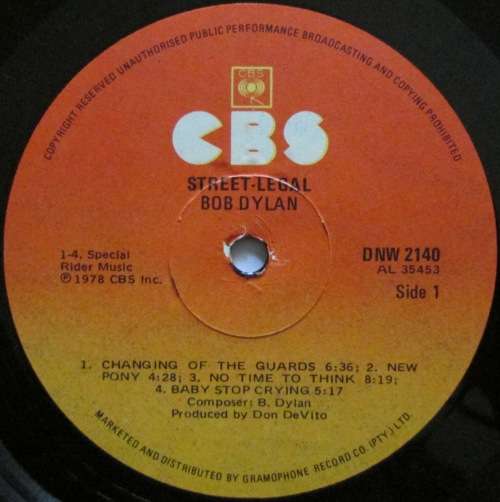 COPYRIGHT RESERVED UNAUTHORISED PUBLIC PERFORMANCE BROADCASTING AND COPYING PROHIBITED
CBS
CBS
STREET-LEGAL
BOB DYLAN
1-4. Special
Rider Music
℗ 1978 CBS Inc.
DNW 2140
AL 35453
Side 1
1. CHANGING OF THE GUARDS 6:36; 2. NEW
PONY 4:28; 3. NO TIME TO THINK 8:19;
4. BABY STOP CRYING 5:17
Composer: B. Dylan
Produced by Don DeVito
MARKETED AND DISTRIBUTED BY GRAMOPHONE RECORD CO. (PTY.) LTD.